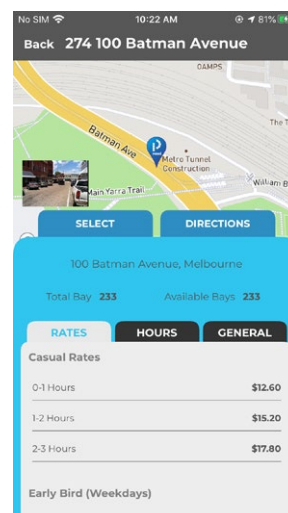 No SIM 10:22 AM 81%
Back 274 100 Batman Avenue
DAMPS
The T
Batman Ave
Metro Tunnel
Construction
William B
Main Yarra Trail
SELECT DIRECTIONS
100 Batman Avenue, Melbourne
Total Bay 233 Available Bays 233
RATES HOURS GENERAL
Casual Rates
0-1 Hours $12.60
1-2 Hours $15.20
2-3 Hours $17.80
Early Bird (Weekdays)